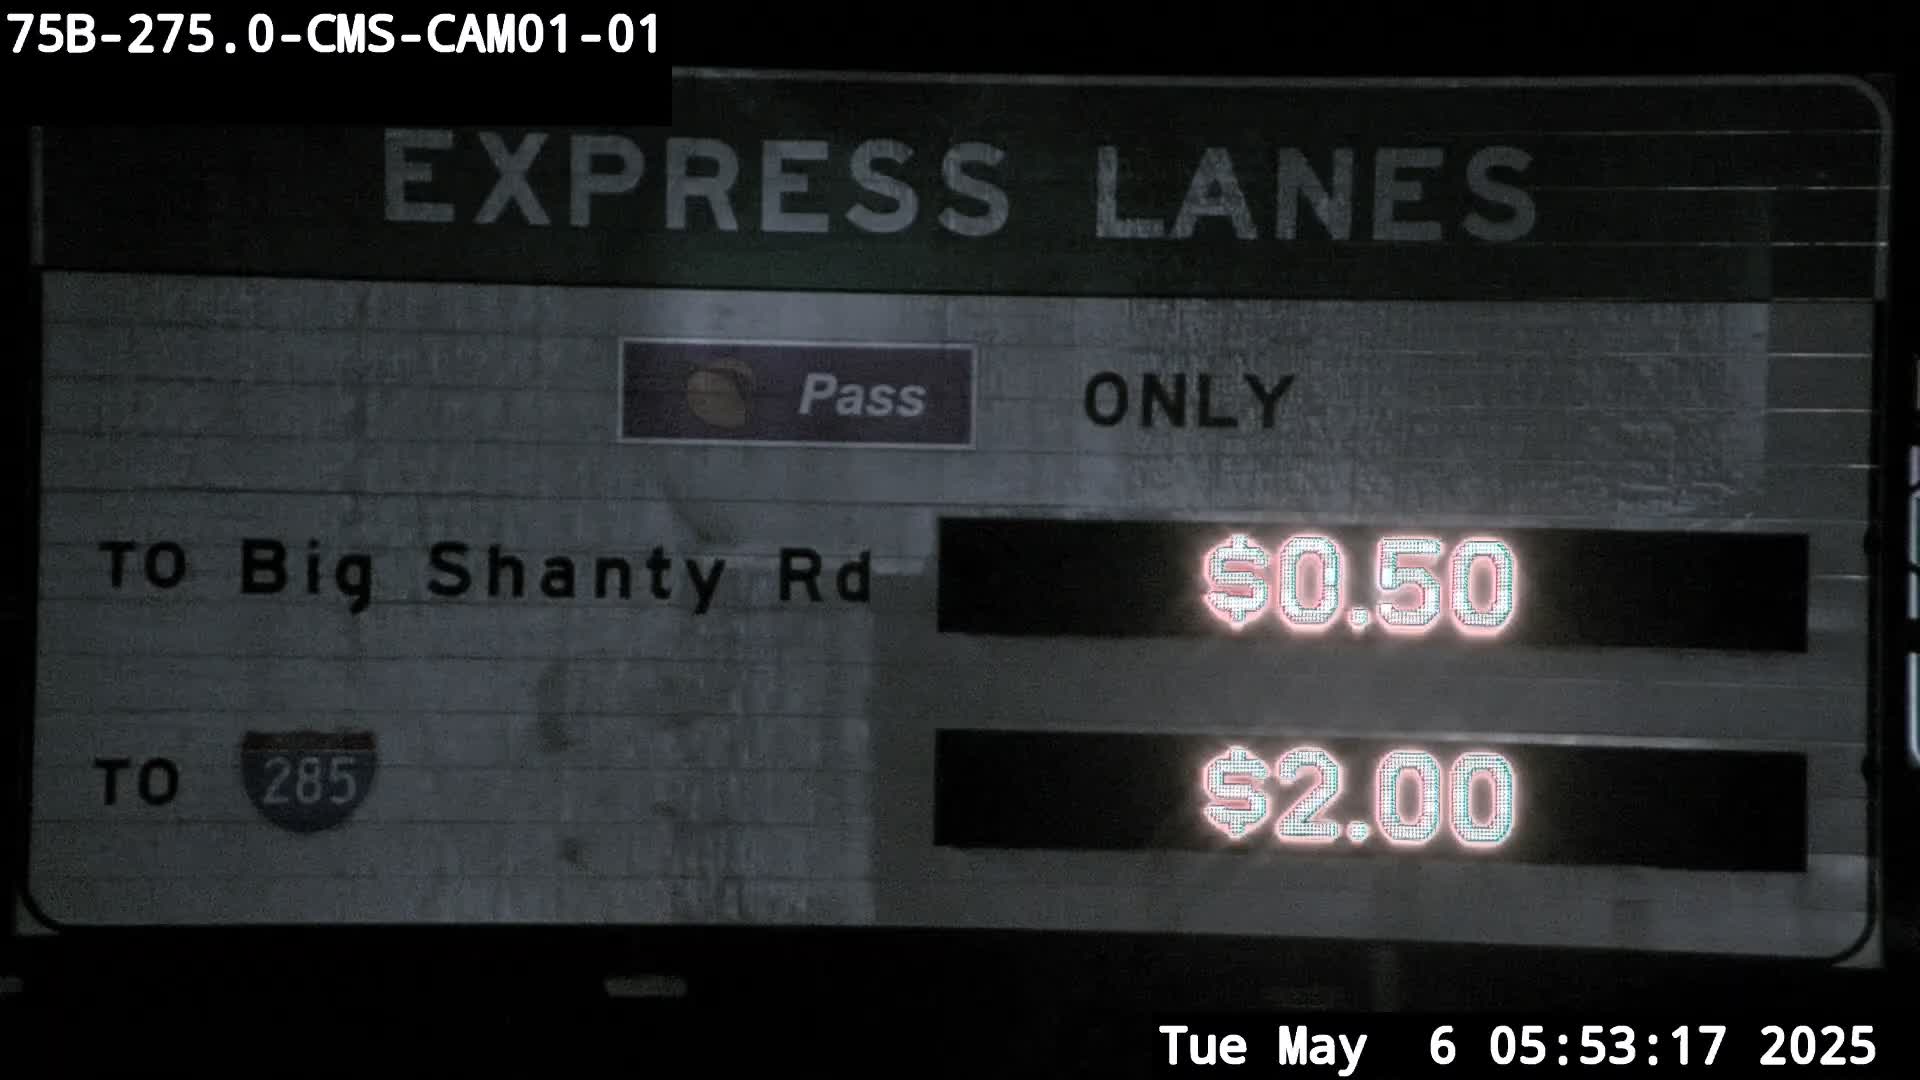 75B-275.0-CMS-CAM01-01
EXPRESS LANES
Pass ONLY
TO Big Shanty Rd $0.50
TO 285 $2.00
Tue May 6 05:53:17 2025